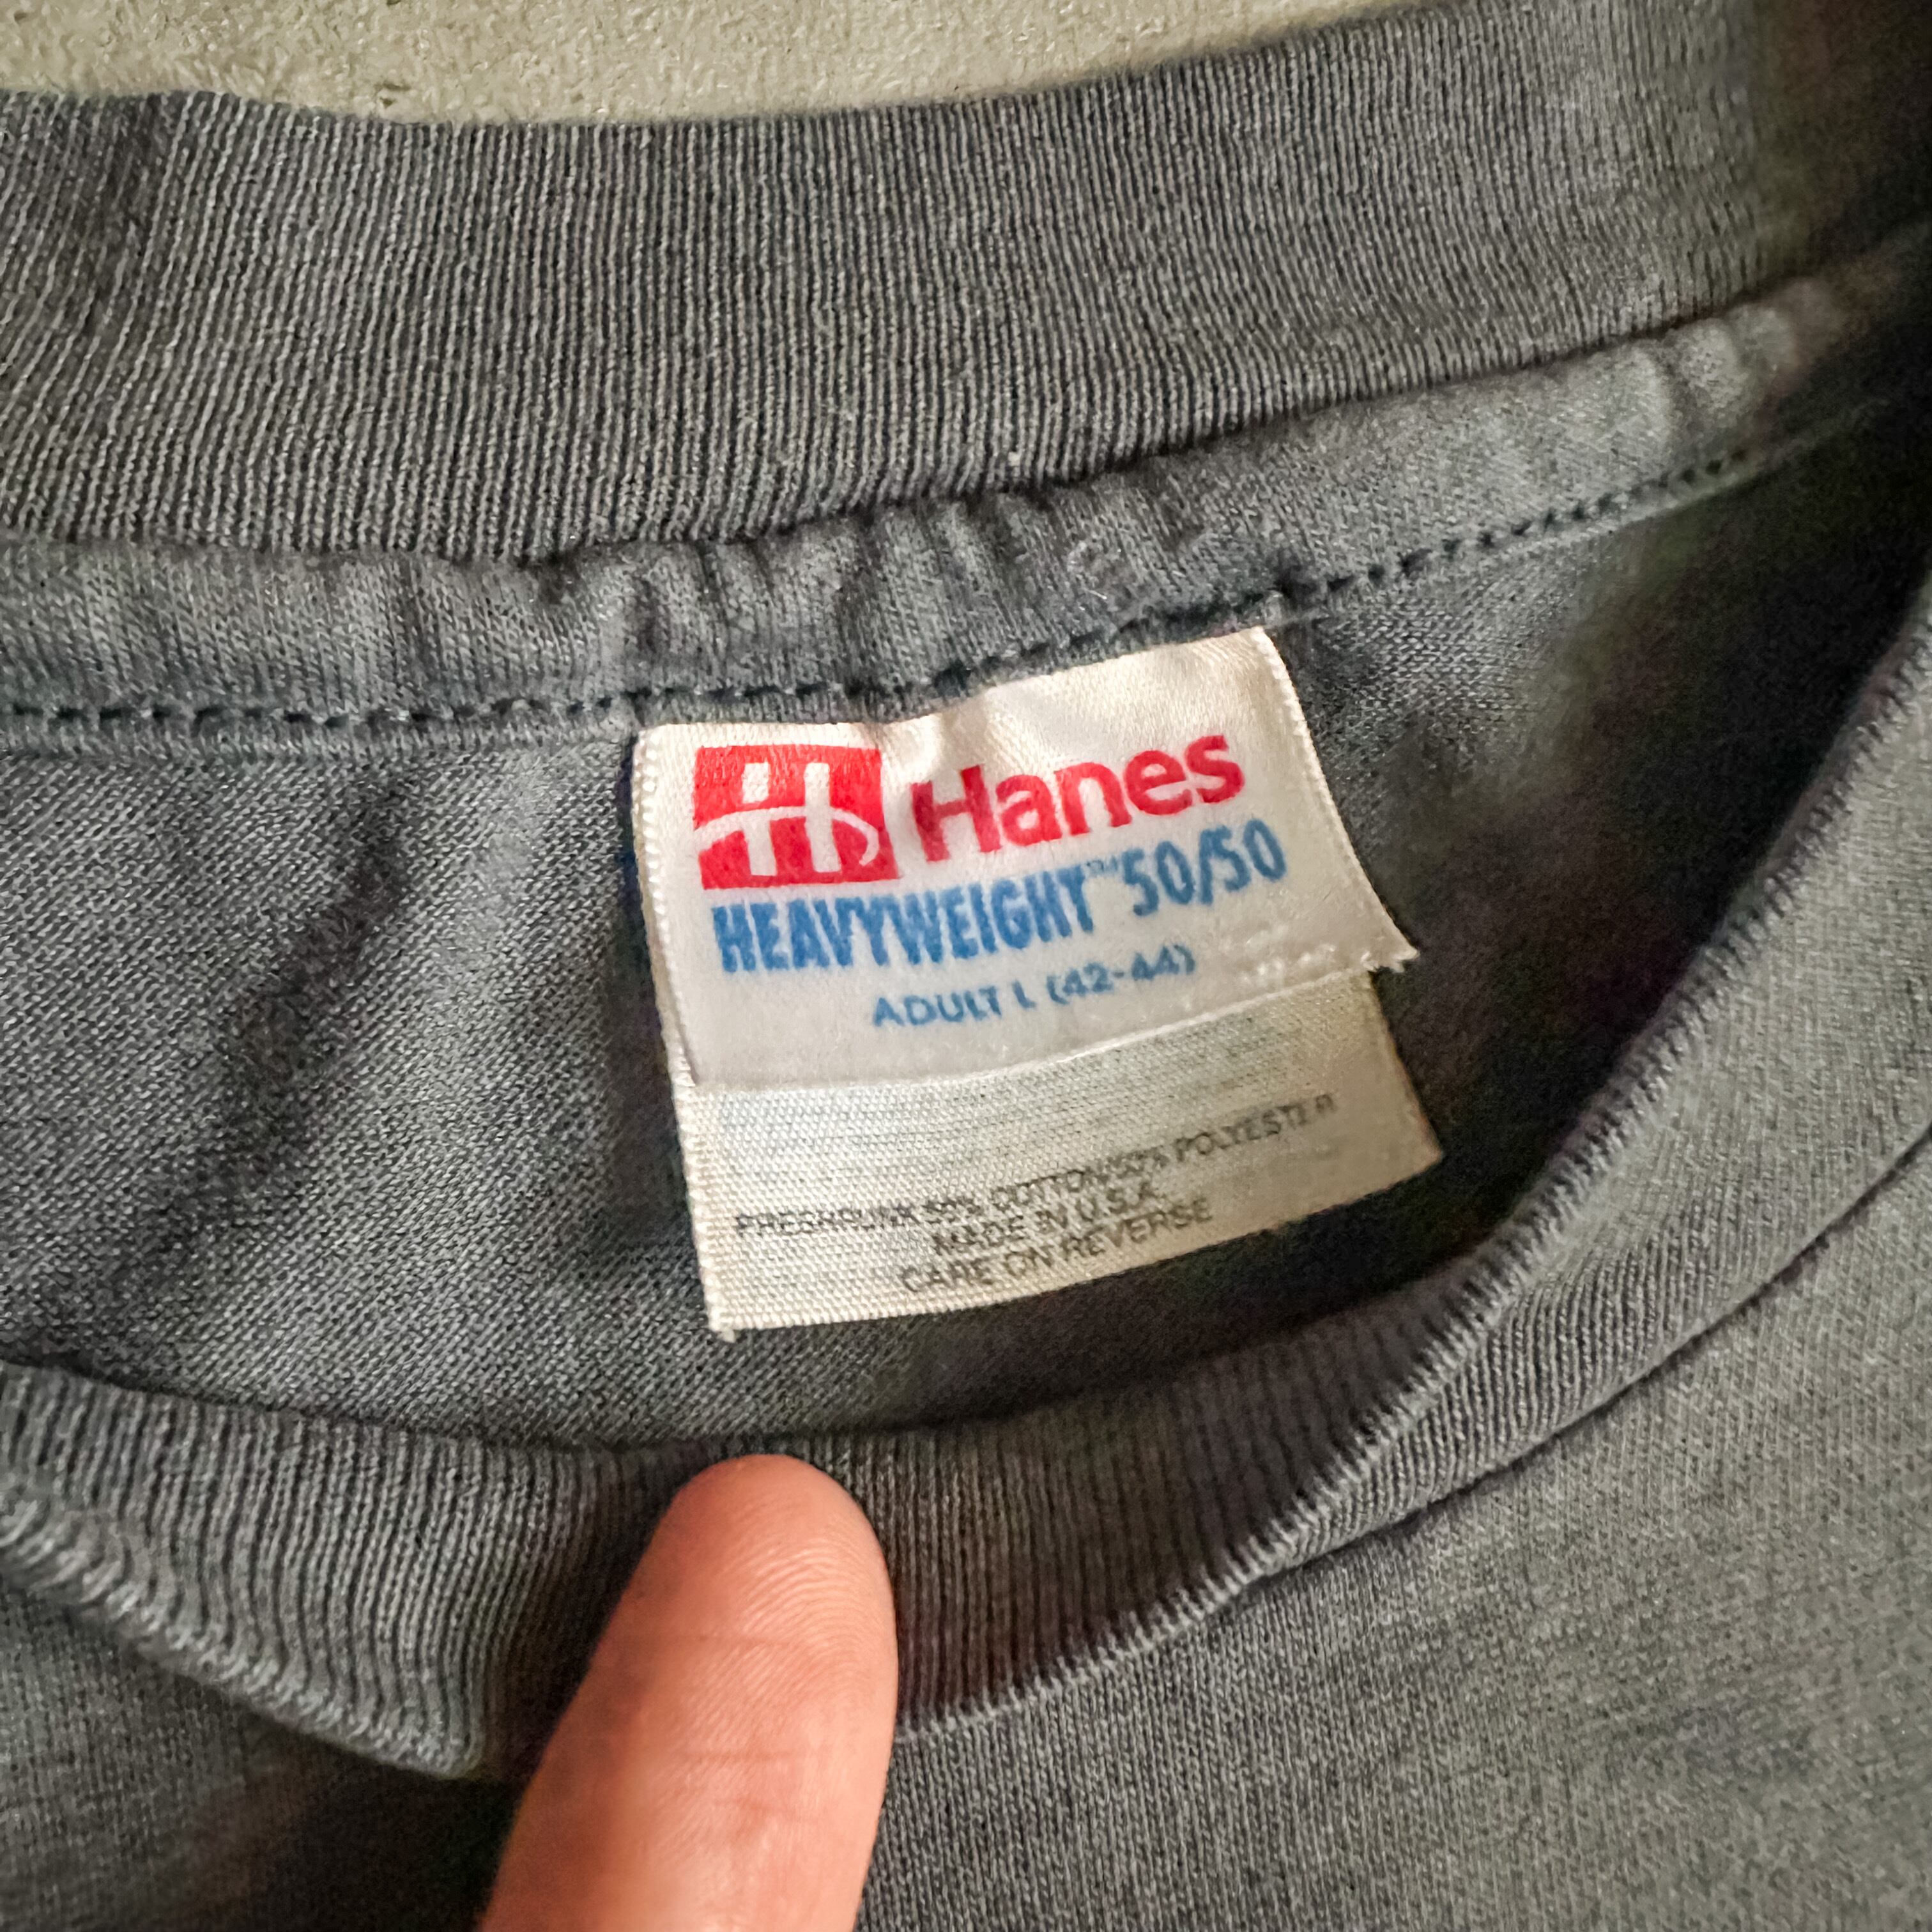 H Hanes
HEAVYWEIGHT™ 50/50
ADULT L (42-44)
PRESHRUNK 50% COTTON/50% POLYESTER
MADE IN U.S.A.
CARE ON REVERSE